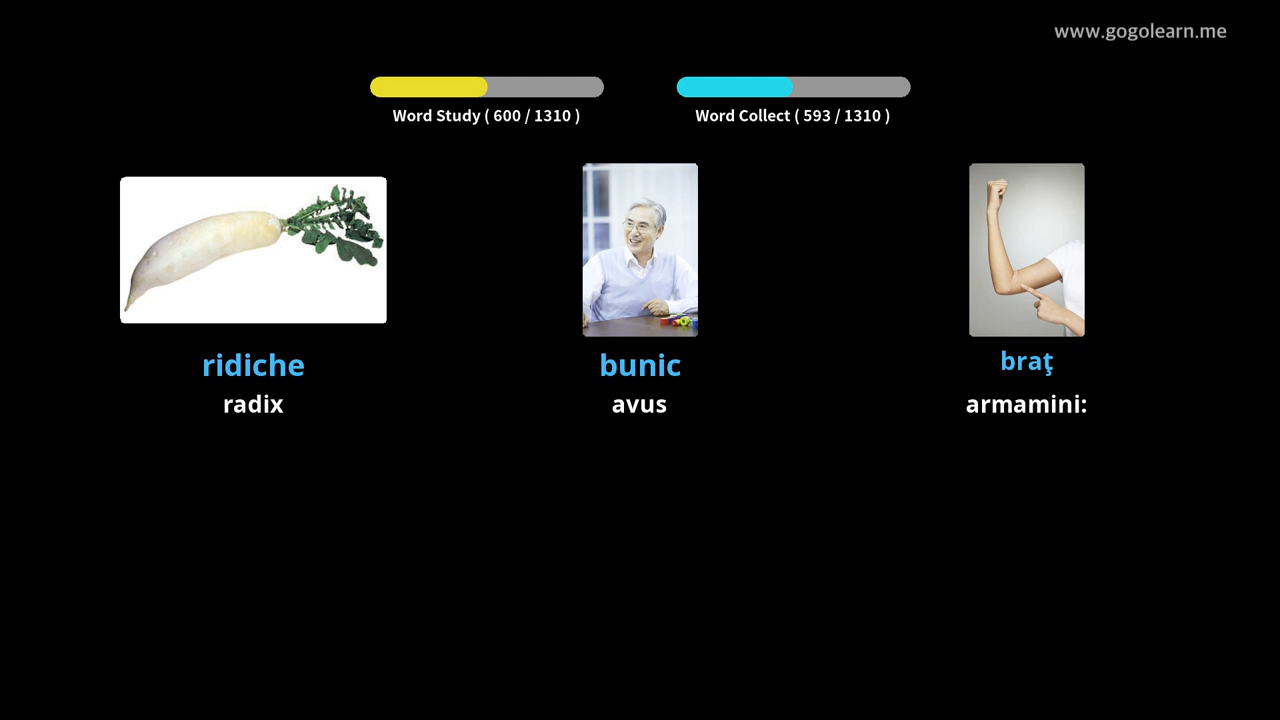 www.gogolearn.me
Word Study ( 600 / 1310 )
Word Collect ( 593 / 1310 )
ridiche
radix
bunic
avus
braţ
armamini: